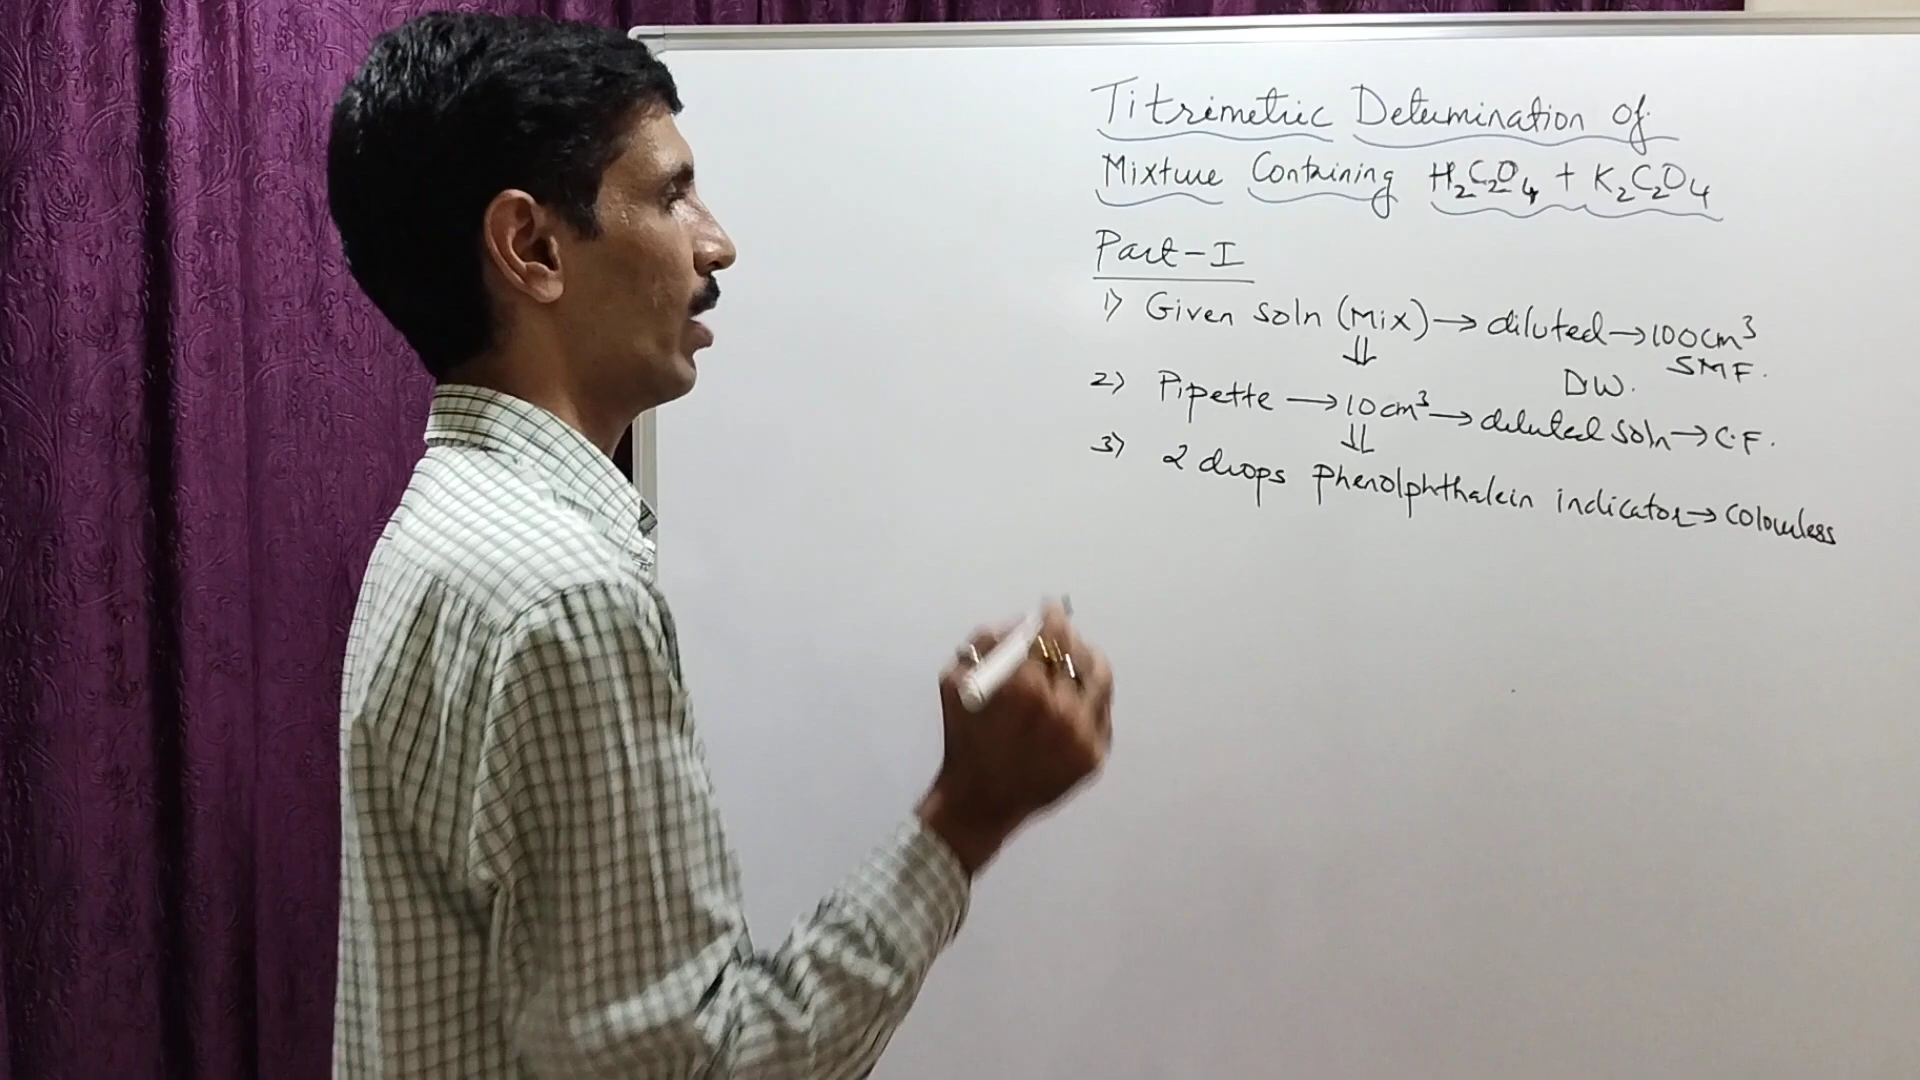 Titrimetric Determination of
Mixture Containing H₂C₂O₄ + K₂C₂O₄
Part-I
1) Given soln (Mix) → diluted → 100cm³
⇓ SMF.
DW.
2) Pipette → 10cm³ → diluted soln → C.F.
⇓
3) 2 drops Phenolphthalein indicator → Colourless